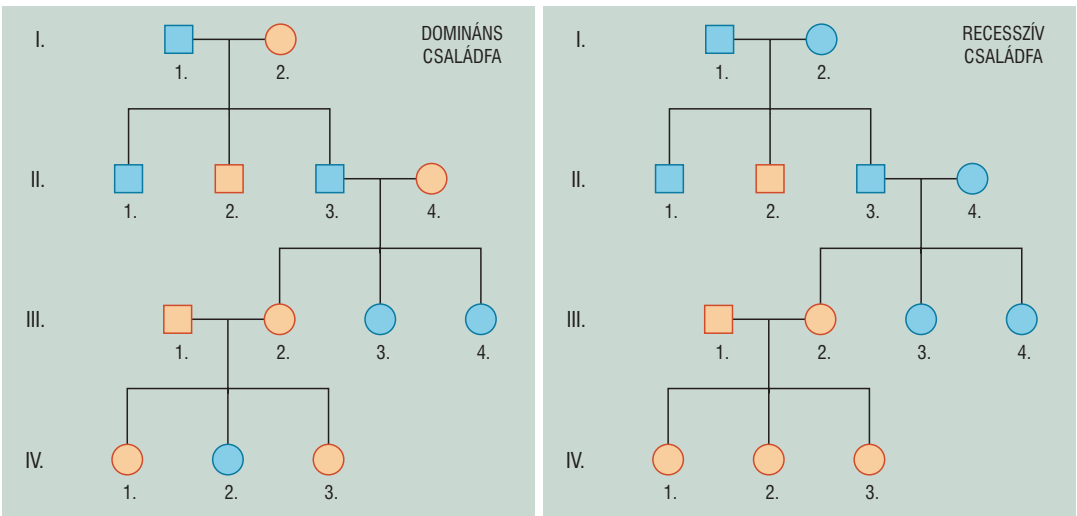 I.
DOMINÁNS
CSALÁDFA
1. 2.
II.
1. 2. 3. 4.
III.
1. 2. 3. 4.
IV.
1. 2. 3.
I.
RECESSZÍV
CSALÁDFA
1. 2.
II.
1. 2. 3. 4.
III.
1. 2. 3. 4.
IV.
1. 2. 3.